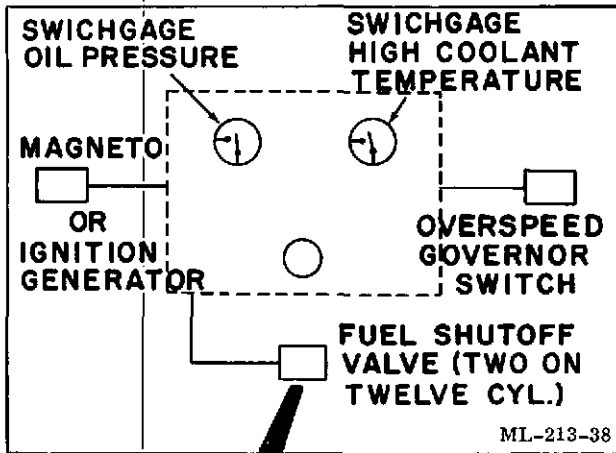 SWICHGAGE
OIL PRESSURE
SWICHGAGE
HIGH COOLANT
TEMPERATURE
MAGNETO
OR
IGNITION
GENERATOR
OVERSPEED
GOVERNOR
SWITCH
FUEL SHUTOFF
VALVE (TWO ON
TWELVE CYL.)
ML-213-38